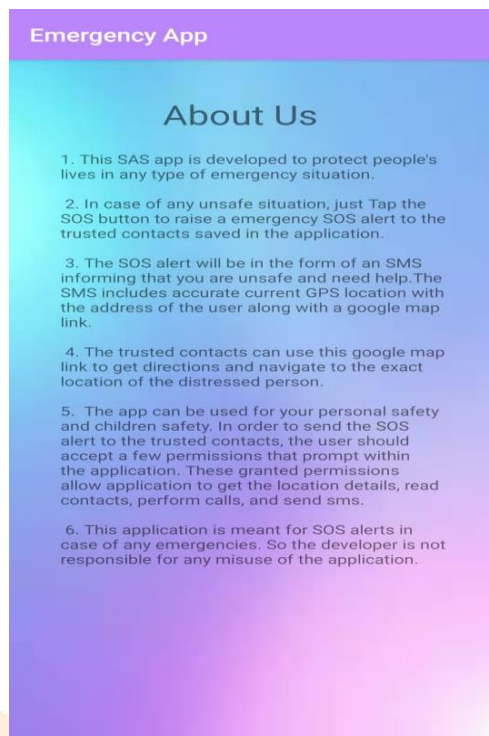 Emergency App
About Us
1. This SAS app is developed to protect people's
lives in any type of emergency situation.
2. In case of any unsafe situation, just Tap the
SOS button to raise a emergency SOS alert to the
trusted contacts saved in the application.
3. The SOS alert will be in the form of an SMS
informing that you are unsafe and need help.The
SMS includes accurate current GPS location with
the address of the user along with a google map
link.
4. The trusted contacts can use this google map
link to get directions and navigate to the exact
location of the distressed person.
5. The app can be used for your personal safety
and children safety. In order to send the SOS
alert to the trusted contacts, the user should
accept a few permissions that prompt within
the application. These granted permissions
allow application to get the location details, read
contacts, perform calls, and send sms.
6. This application is meant for SOS alerts in
case of any emergencies. So the developer is not
responsible for any misuse of the application.